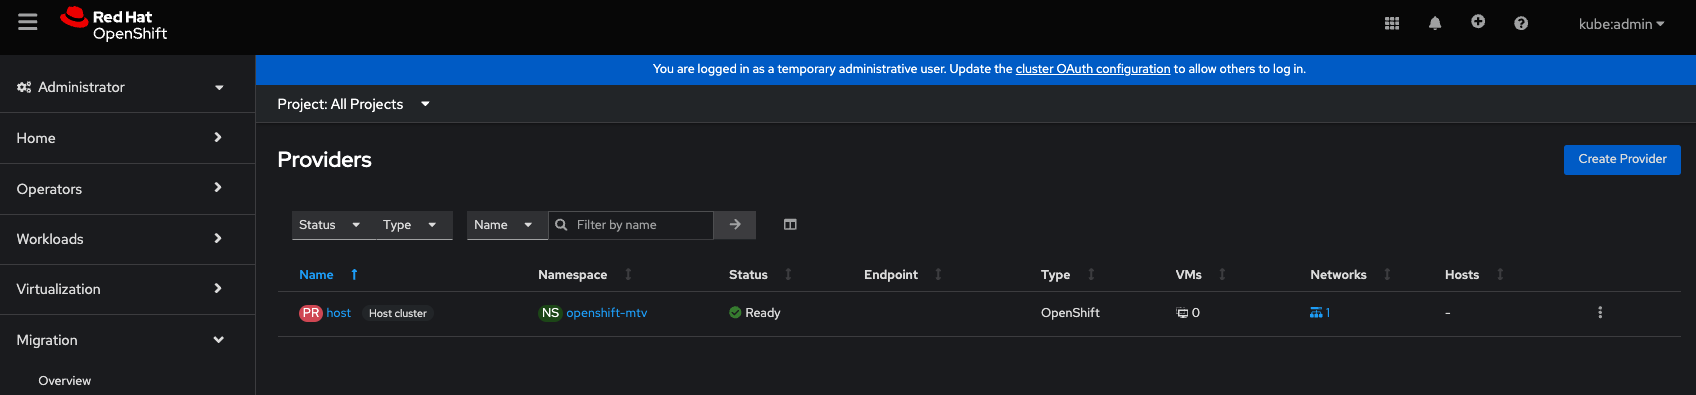 Red Hat
OpenShift
kube:admin
You are logged in as a temporary administrative user. Update the cluster OAuth configuration to allow others to log in.
Administrator
Home
Operators
Workloads
Virtualization
Migration
Overview
Project: All Projects
Providers
Create Provider
Status Type Name Filter by name
Name Namespace Status Endpoint Type VMs Networks Hosts
PR host Host cluster NS openshift-mtv Ready OpenShift 0 1 -